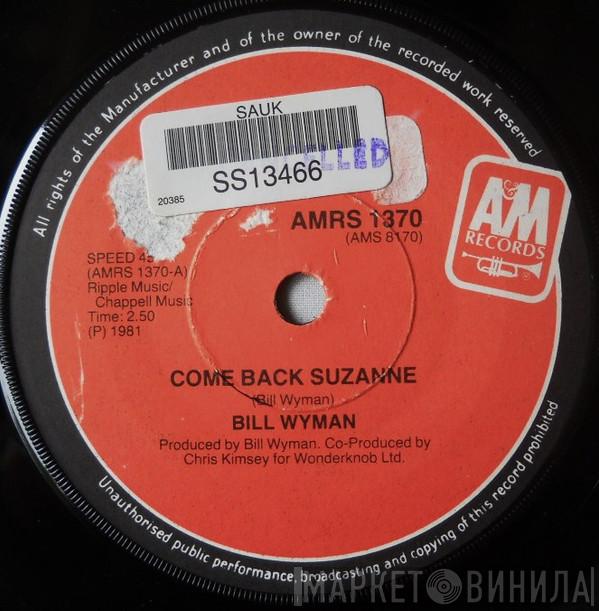 All rights of the Manufacturer and of the owner of the recorded work reserved
SAUK
20385
SS13466
LLED
AMRS 1370
(AMS 8170)
A&M
RECORDS
SPEED 45
(AMRS 1370-A)
Ripple Music/
Chappell Music
Time: 2.50
(P) 1981
COME BACK SUZANNE
(Bill Wyman)
BILL WYMAN
Produced by Bill Wyman. Co-Produced by
Chris Kimsey for Wonderknob Ltd.
Unauthorised public performance, broadcasting and copying of this record prohibited
МАРКЕТ ВИНИЛА